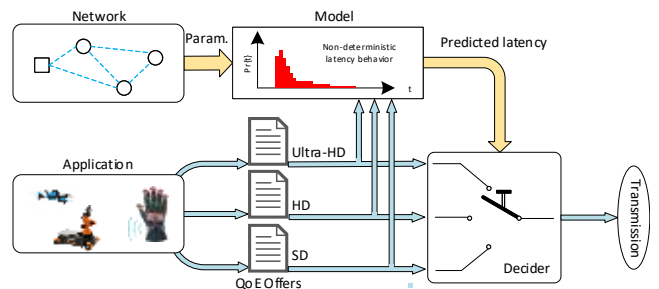 Network
Model
Param.
Non-deterministic
latency behavior
Pr(t)
t
Predicted latency
Application
Ultra-HD
HD
SD
QoE Offers
Decider
Transmission